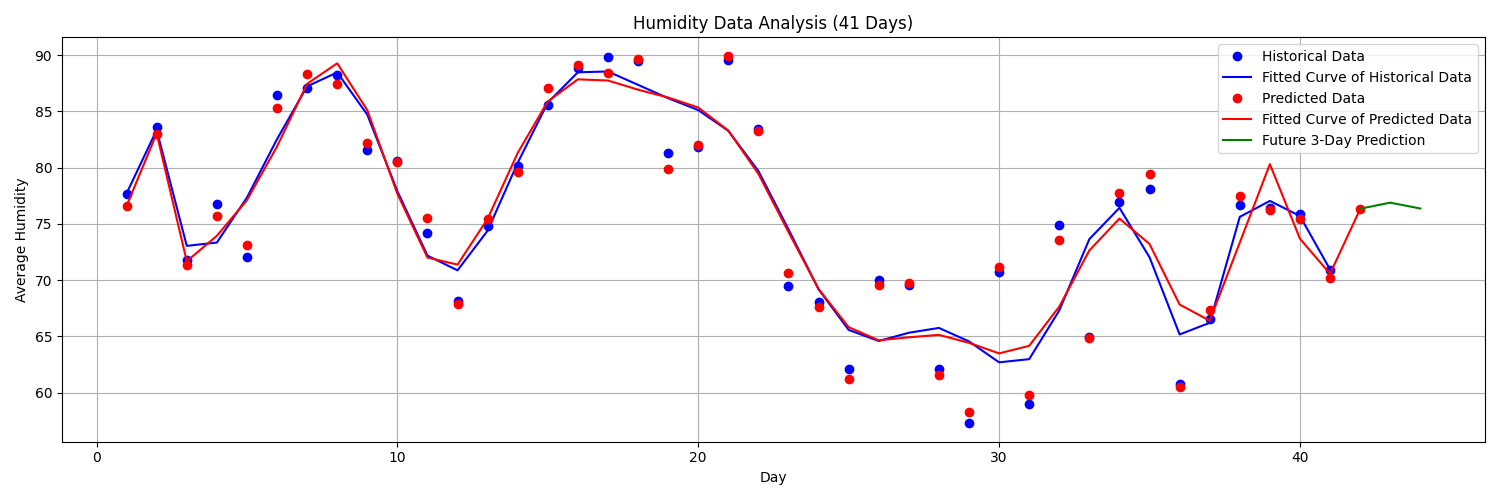 Humidity Data Analysis (41 Days)
Historical Data
Fitted Curve of Historical Data
Predicted Data
Fitted Curve of Predicted Data
Future 3-Day Prediction
Average Humidity
90
85
80
75
70
65
60
0 10 20 30 40
Day